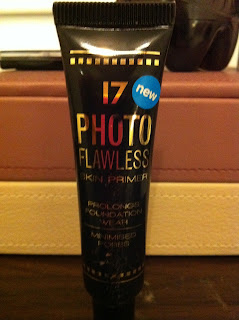 17
new
PHOTO
FLAWLESS
SKIN PRIMER
PROLONGS
FOUNDATION
WEAR
MINIMISES
PORES